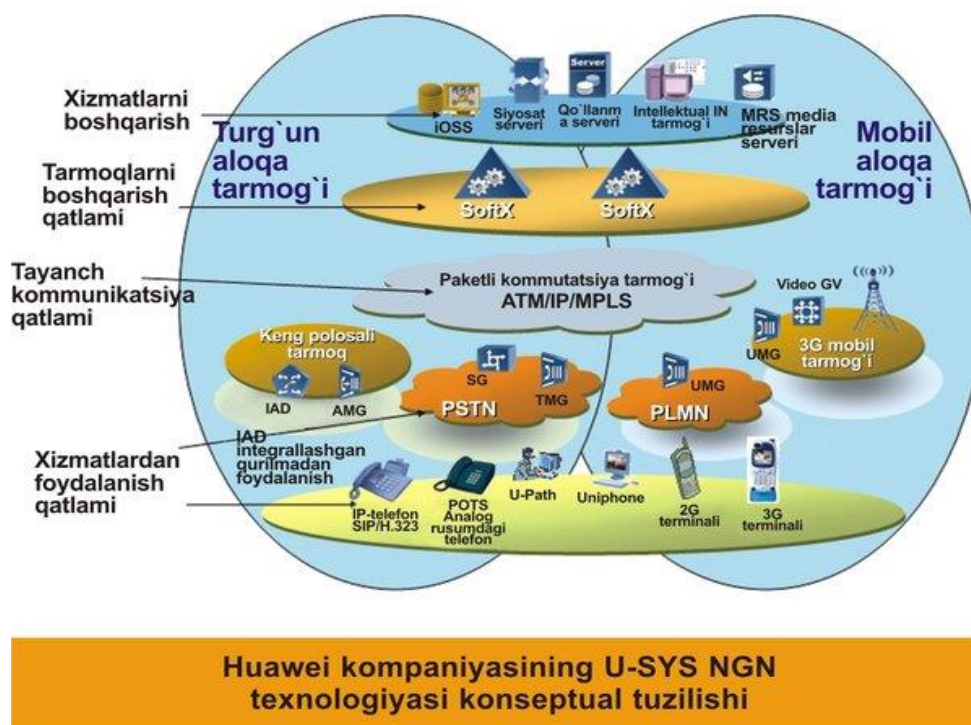 Xizmatlarni
boshqarish
Turg`un
aloqa
tarmog`i
Mobil
aloqa
tarmog`i
iOSS
Siyosat
serveri
Server
Qo`llanm
a serveri
Intellektual IN
tarmog`i
MRS media
resurslar
serveri
Tarmoqlarni
boshqarish
qatlami
SoftX
SoftX
Tayanch
kommunikatsiya
qatlami
Paketli kommutatsiya tarmog`i
ATM/IP/MPLS
Video GV
UMG
3G mobil
tarmog`i
Keng polosali
tarmoq
IAD
AMG
SG
TMG
PSTN
UMG
PLMN
Xizmatlardan
foydalanish
qatlami
IAD
integrallashgan
qurilmadan
foydalanish
IP-telefon
SIP/H.323
POTS
Analog
rusumdagi
telefon
U-Path
Uniphone
2G
terminali
3G
terminali
Huawei kompaniyasining U-SYS NGN
texnologiyasi konseptual tuzilishi